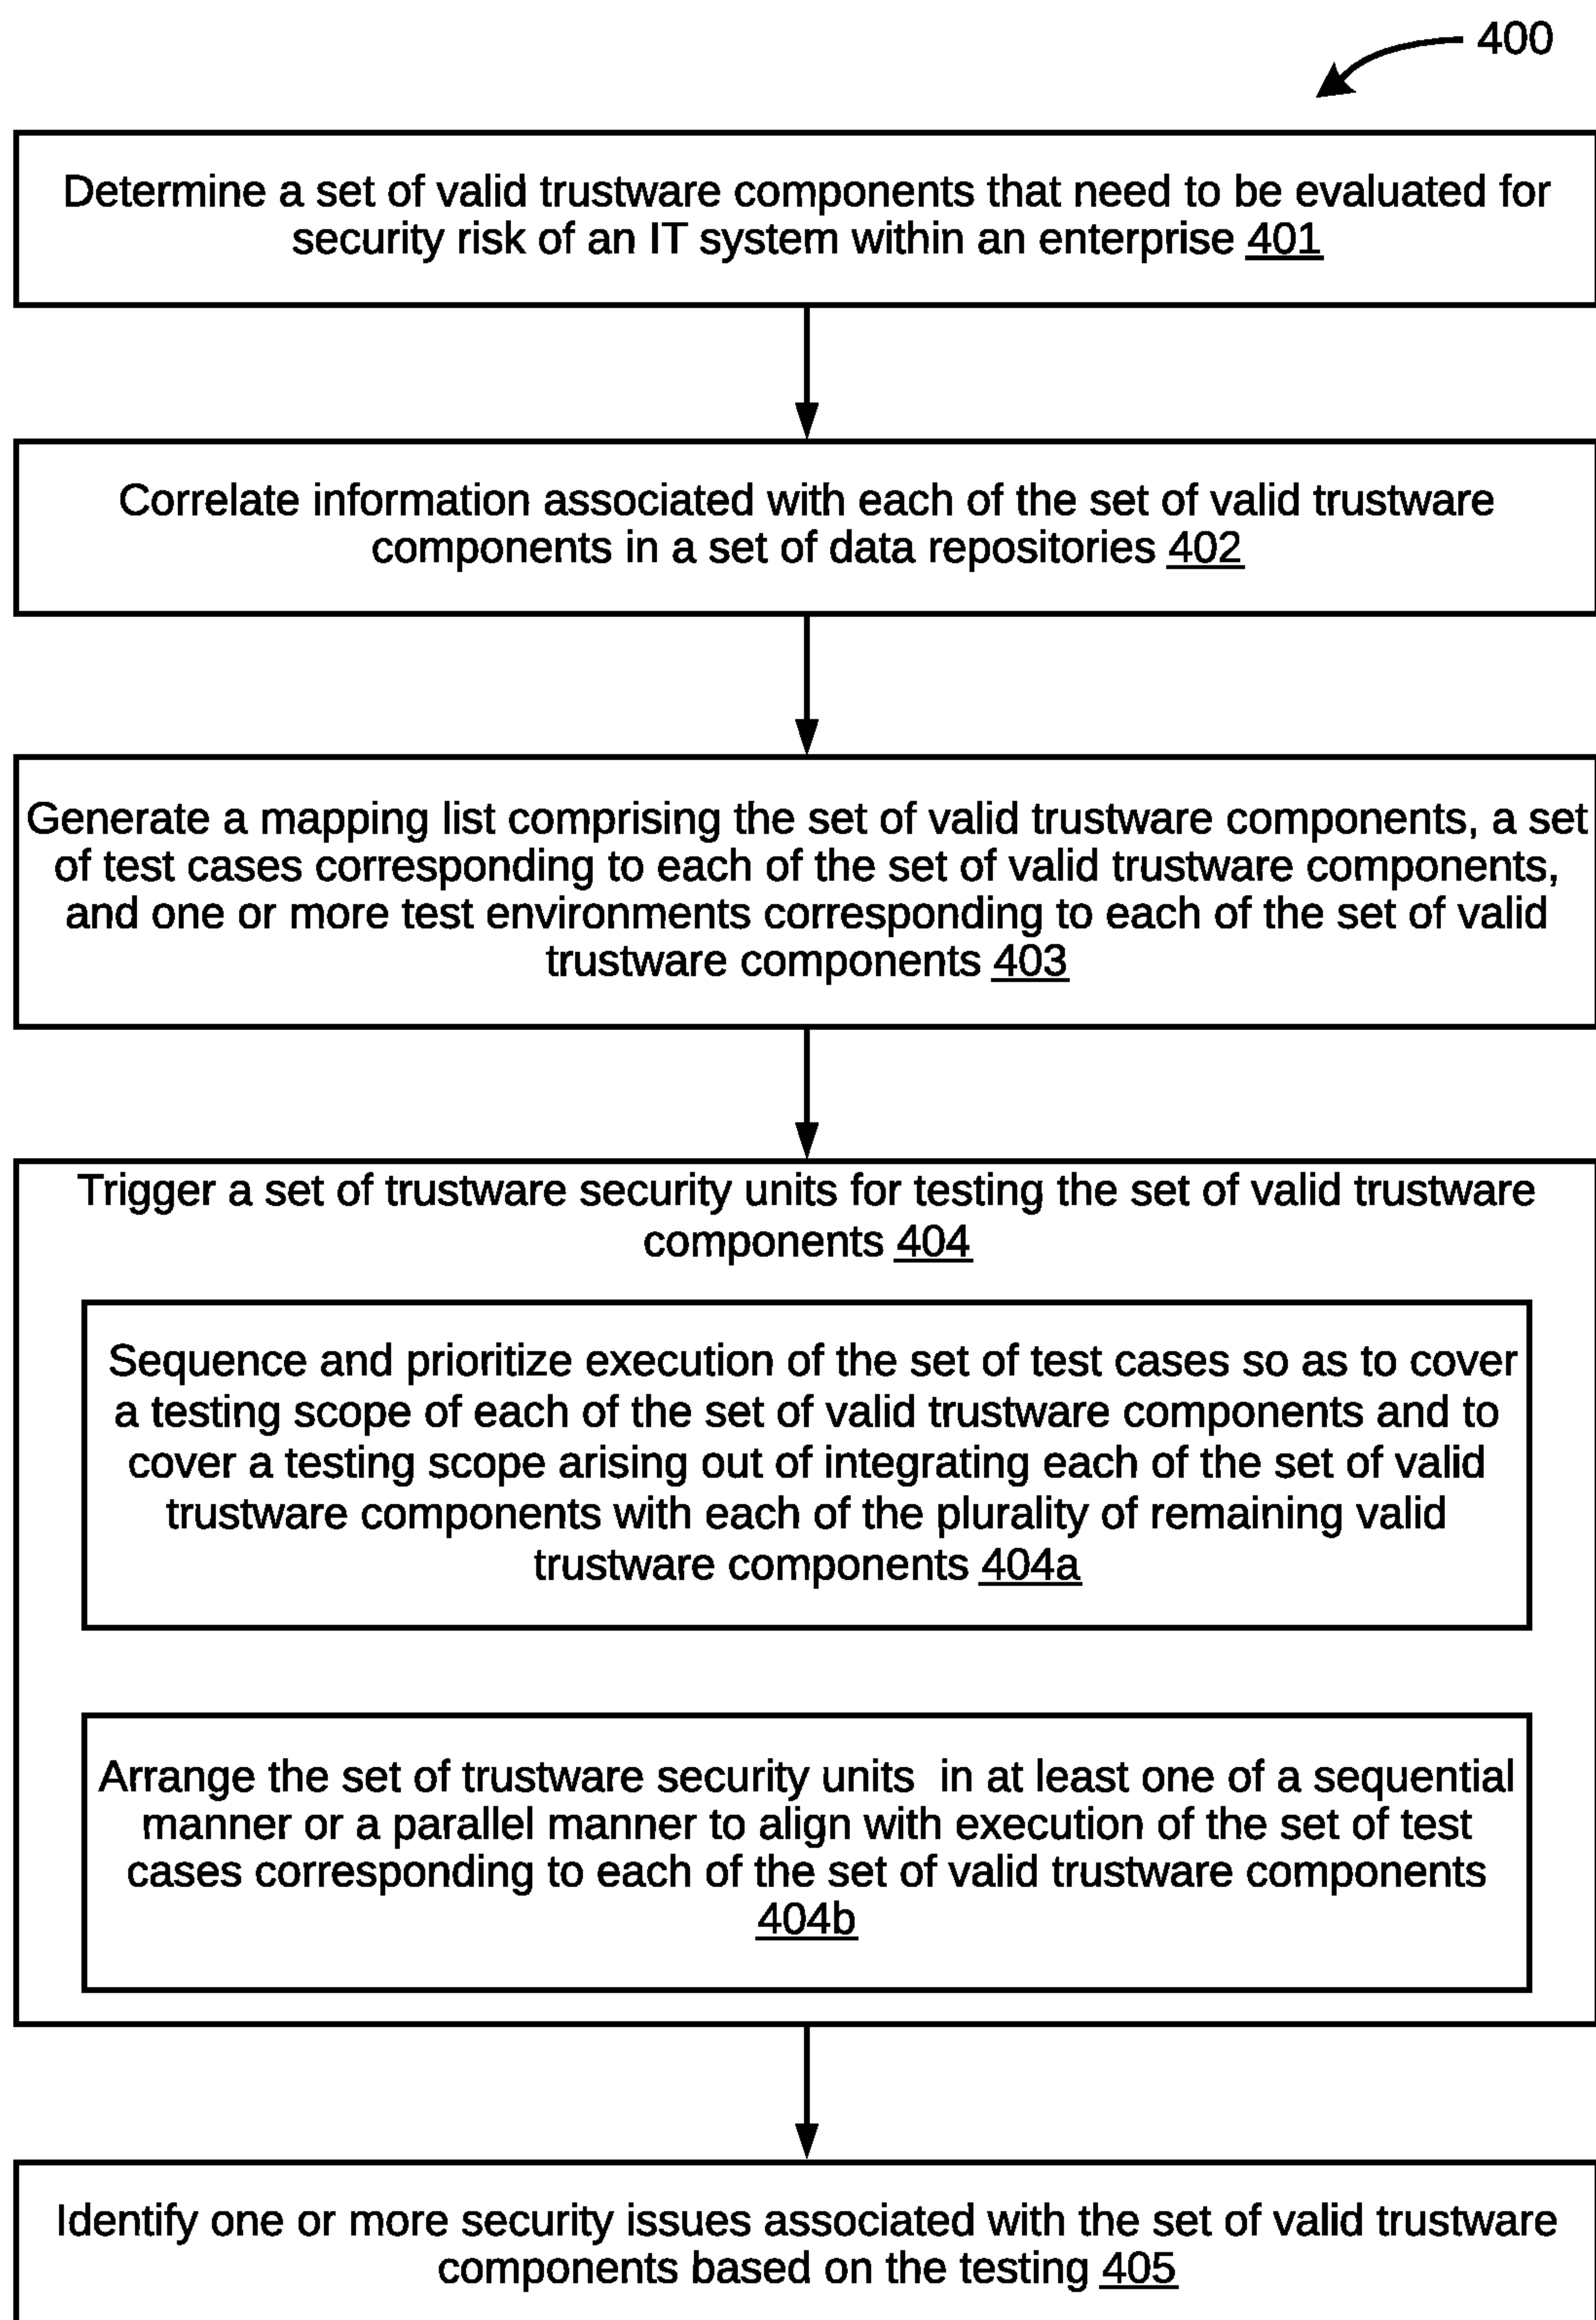 400
Determine a set of valid trustware components that need to be evaluated for
security risk of an IT system within an enterprise 401
Correlate information associated with each of the set of valid trustware
components in a set of data repositories 402
Generate a mapping list comprising the set of valid trustware components, a set
of test cases corresponding to each of the set of valid trustware components,
and one or more test environments corresponding to each of the set of valid
trustware components 403
Trigger a set of trustware security units for testing the set of valid trustware
components 404
Sequence and prioritize execution of the set of test cases so as to cover
a testing scope of each of the set of valid trustware components and to
cover a testing scope arising out of integrating each of the set of valid
trustware components with each of the plurality of remaining valid
trustware components 404a
Arrange the set of trustware security units in at least one of a sequential
manner or a parallel manner to align with execution of the set of test
cases corresponding to each of the set of valid trustware components
404b
Identify one or more security issues associated with the set of valid trustware
components based on the testing 405